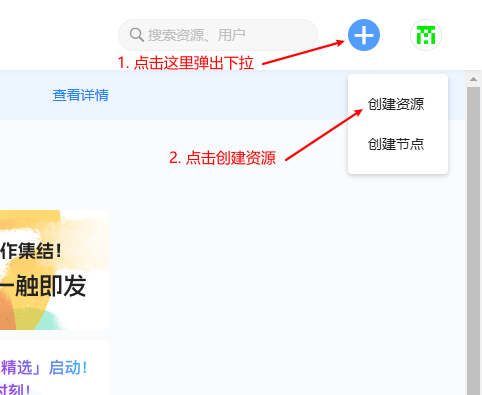 搜索资源、用户
1. 点击这里弹出下拉
查看详情
创建资源
创建节点
2. 点击创建资源
作集结!
一触即发
精选」启动!
时刻!